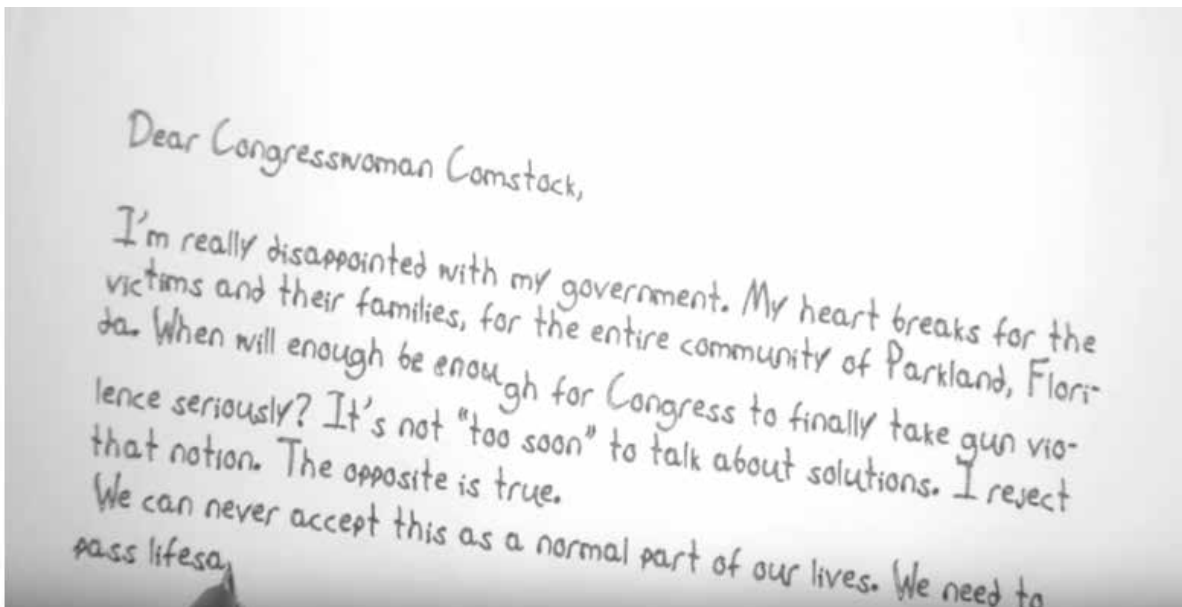 Dear Congresswoman Comstock,
I'm really disappointed with my government. My heart breaks for the
victims and their families, for the entire community of Parkland, Flori-
da. When will enough be enough for Congress to finally take gun vio-
lence seriously? It's not "too soon" to talk about solutions. I reject
that notion. The opposite is true.
We can never accept this as a normal part of our lives. We need to
pass lifesa